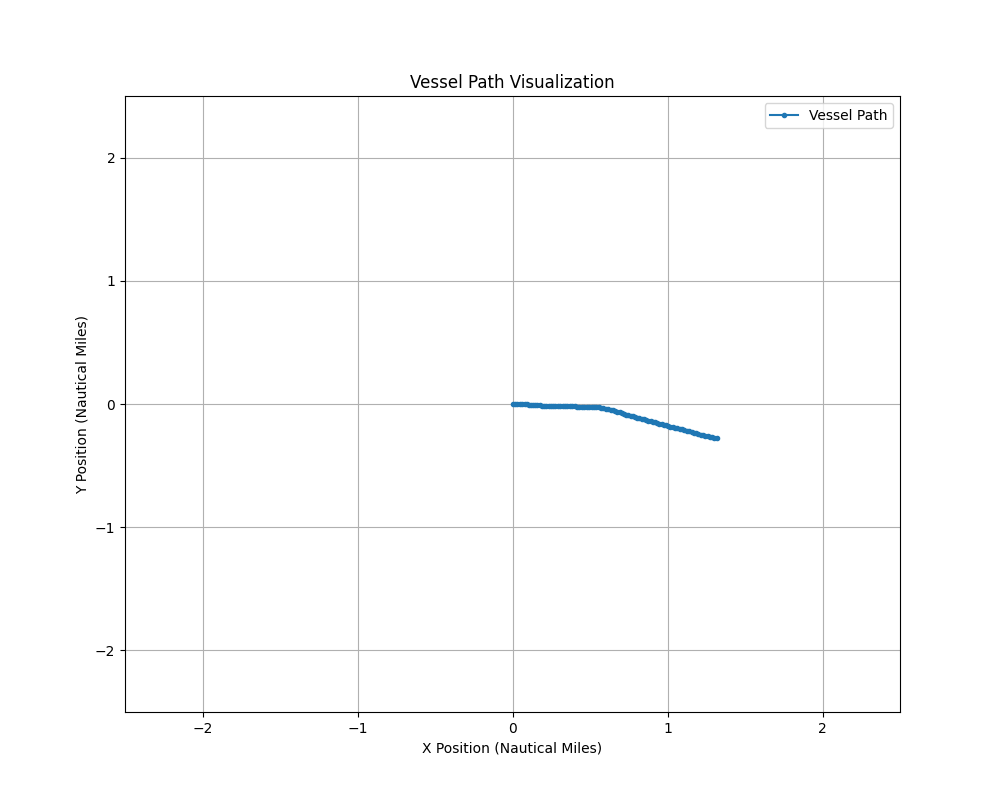 Vessel Path Visualization
Vessel Path
2
1
0
−1
−2
Y Position (Nautical Miles)
−2
−1
0
1
2
X Position (Nautical Miles)